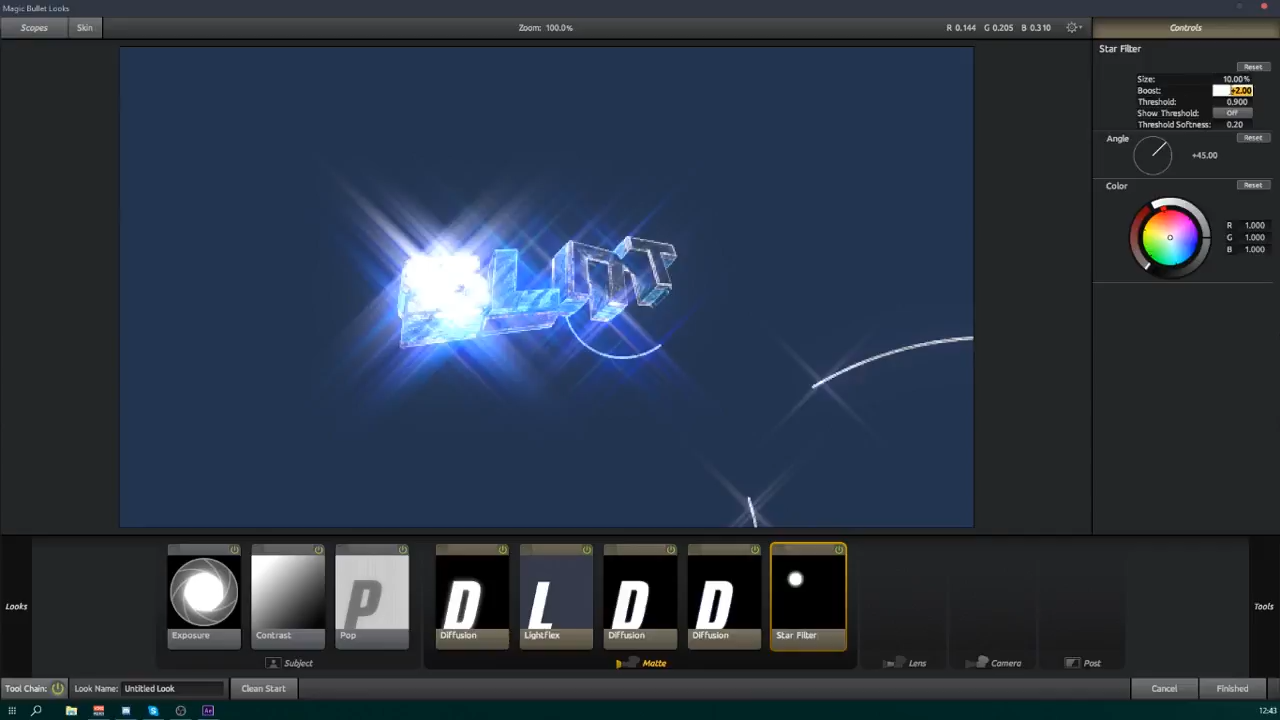 Magic Bullet Looks
Scopes
Skin
Zoom: 100.0%
R 0.144 G 0.205 B 0.310
Controls
Star Filter
Reset
Size: 10.00%
Boost: +2.00
Threshold: 0.900
Show Threshold: Off
Threshold Softness: 0.20
Angle
Reset
+45.00
Color
Reset
R 1.000
G 1.000
B 1.000
Looks
P
D
L
D
D
Exposure
Contrast
Pop
Diffusion
Lightflex
Diffusion
Diffusion
Star Filter
Subject
Matte
Lens
Camera
Post
Tools
Tool Chain:
Look Name: Untitled Look
Clean Start
Cancel
Finished
Ae
12:43